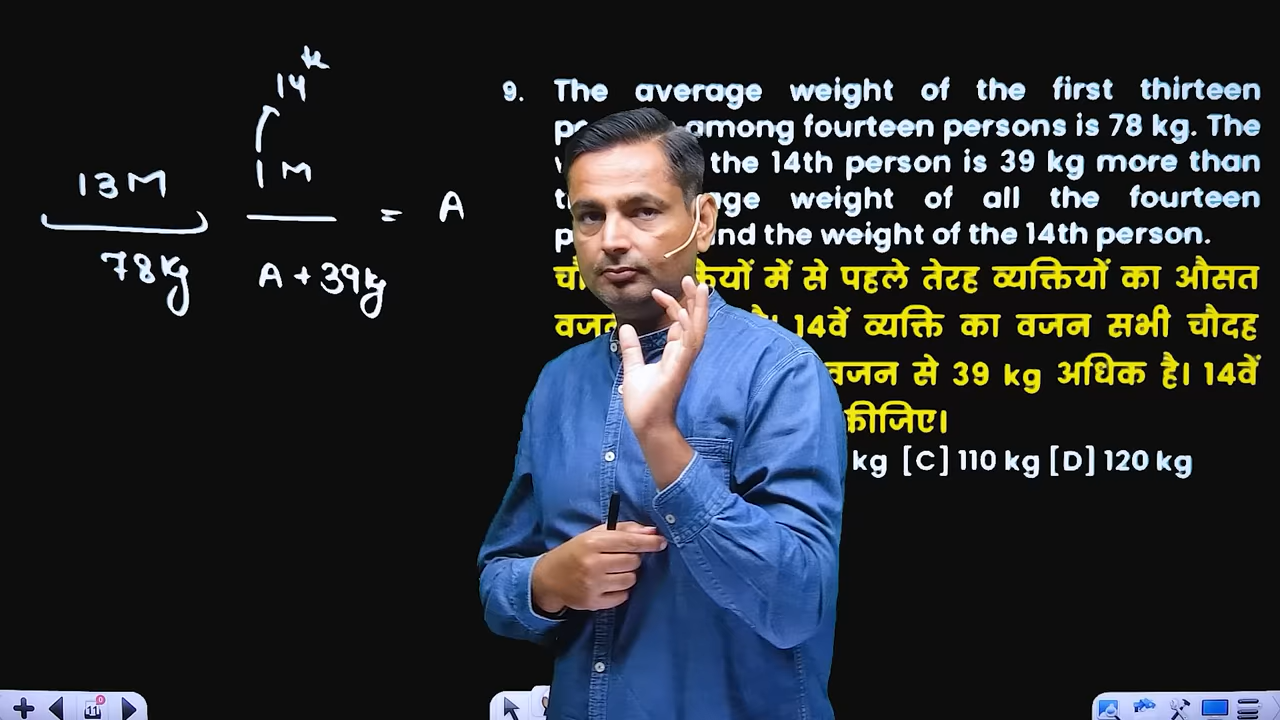 14th
13M 1M = A
78kg A + 39kg
9. The average weight of the first thirteen
among fourteen persons is 78 kg. The
the 14th person is 39 kg more than
weight of all the fourteen
the weight of the 14th person.
में से पहले तेरह व्यक्तियों का औसत
14वें व्यक्ति का वजन सभी चौदह
वजन से 39 kg अधिक है। 14वें
कीजिए।
kg [C] 110 kg [D] 120 kg
11